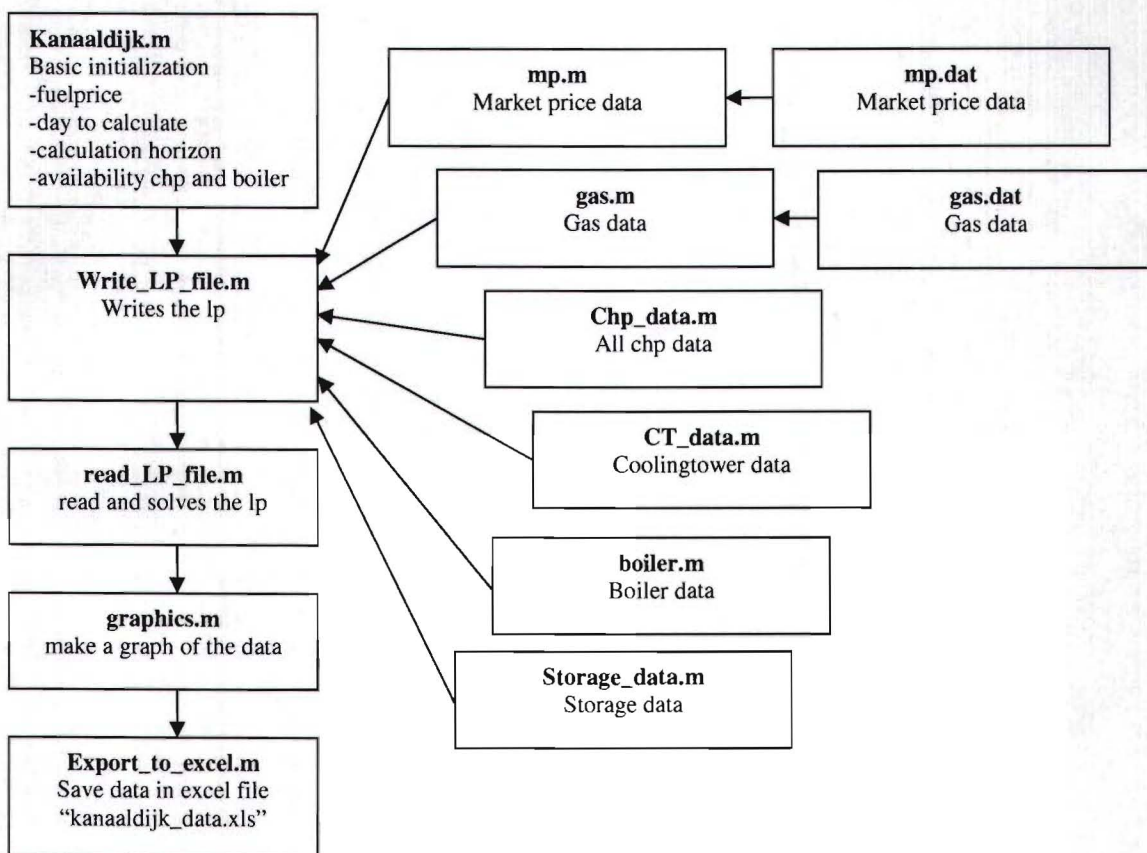 Kanaaldijk.m
Basic initialization
-fuelprice
-day to calculate
-calculation horizon
-availability chp and boiler
Write_LP_file.m
Writes the lp
read_LP_file.m
read and solves the lp
graphics.m
make a graph of the data
Export_to_excel.m
Save data in excel file
“kanaaldijk_data.xls”
mp.m
Market price data
mp.dat
Market price data
gas.m
Gas data
gas.dat
Gas data
Chp_data.m
All chp data
CT_data.m
Coolingtower data
boiler.m
Boiler data
Storage_data.m
Storage data